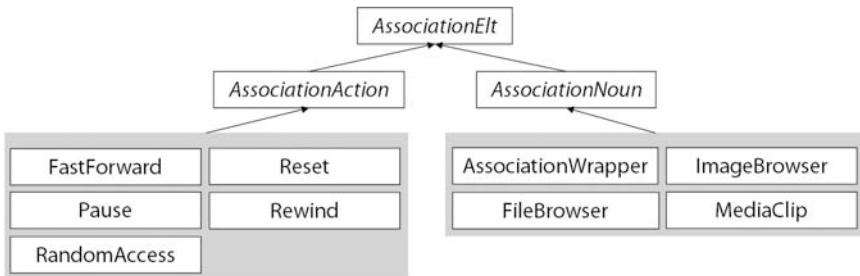 AssociationElt
AssociationAction
AssociationNoun
FastForward
Reset
Pause
Rewind
RandomAccess
AssociationWrapper
ImageBrowser
FileBrowser
MediaClip